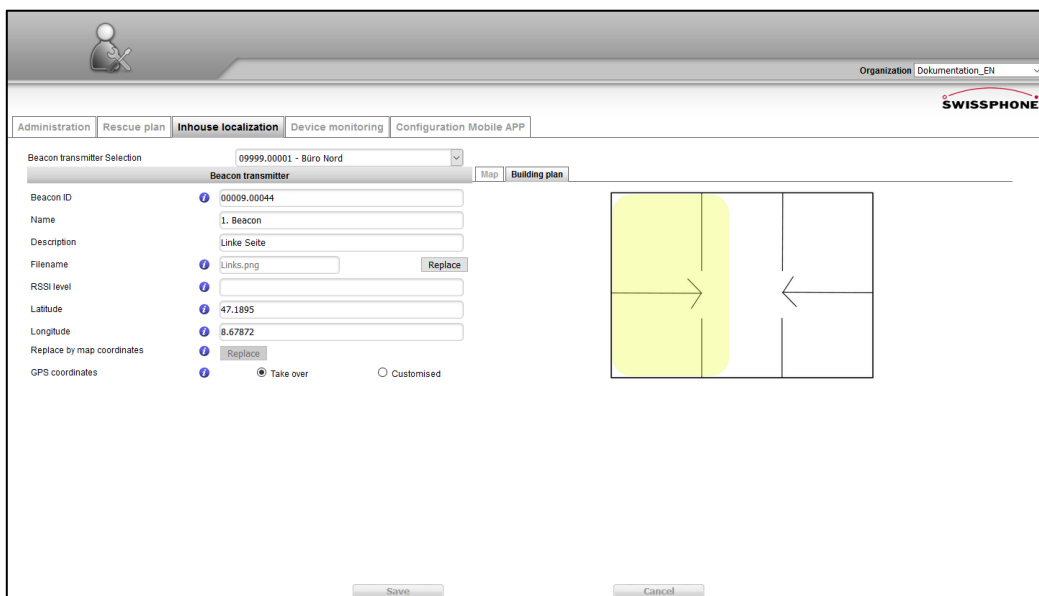 Organization Dokumentation_EN
SWISSPHONE
Administration Rescue plan Inhouse localization Device monitoring Configuration Mobile APP
Beacon transmitter Selection 09999.00001 - Büro Nord
Beacon transmitter Map Building plan
Beacon ID i 00009.00044
Name 1. Beacon
Description Linke Seite
Filename i Links.png Replace
RSSI level i
Latitude i 47.1895
Longitude i 8.67872
Replace by map coordinates i Replace
GPS coordinates i Take over Customised
Save Cancel